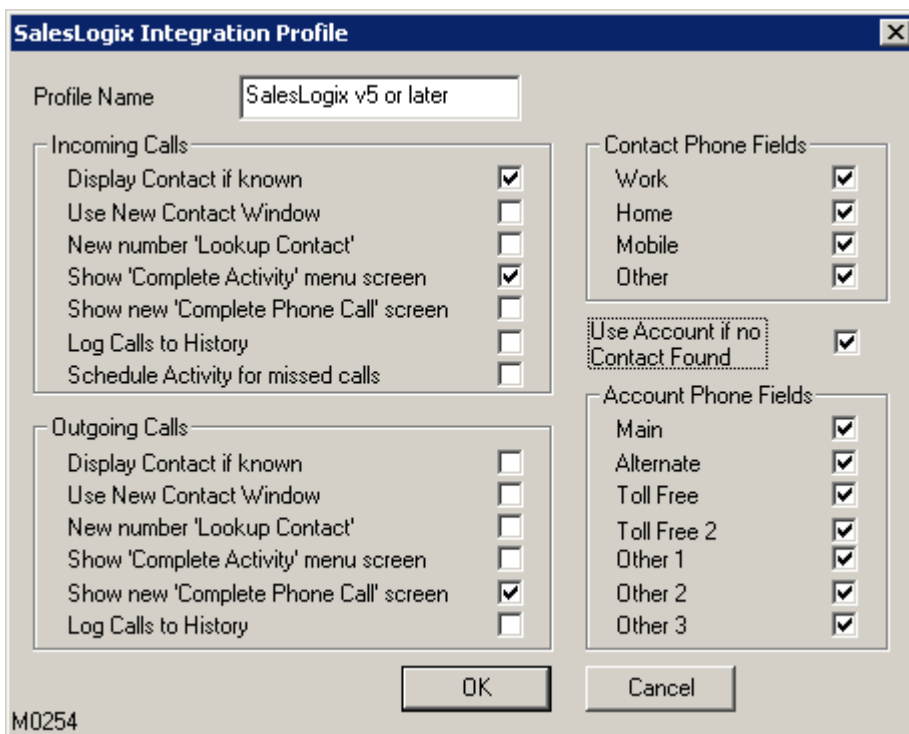 SalesLogix Integration Profile
Profile Name
SalesLogix v5 or later
Incoming Calls
Display Contact if known
Use New Contact Window
New number 'Lookup Contact'
Show 'Complete Activity' menu screen
Show new 'Complete Phone Call' screen
Log Calls to History
Schedule Activity for missed calls
Outgoing Calls
Display Contact if known
Use New Contact Window
New number 'Lookup Contact'
Show 'Complete Activity' menu screen
Show new 'Complete Phone Call' screen
Log Calls to History
Contact Phone Fields
Work
Home
Mobile
Other
Use Account if no
Contact Found
Account Phone Fields
Main
Alternate
Toll Free
Toll Free 2
Other 1
Other 2
Other 3
OK
Cancel
M0254